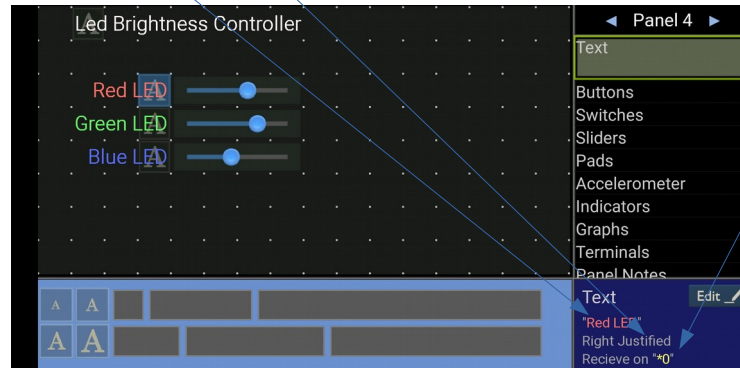 Led Brightness Controller
Red LED
Green LED
Blue LED
A A
A A
◄ Panel 4 ►
Text
Buttons
Switches
Sliders
Pads
Accelerometer
Indicators
Graphs
Terminals
Panel Notes
Text
Edit
"Red LED"
Right Justified
Recieve on "*0"